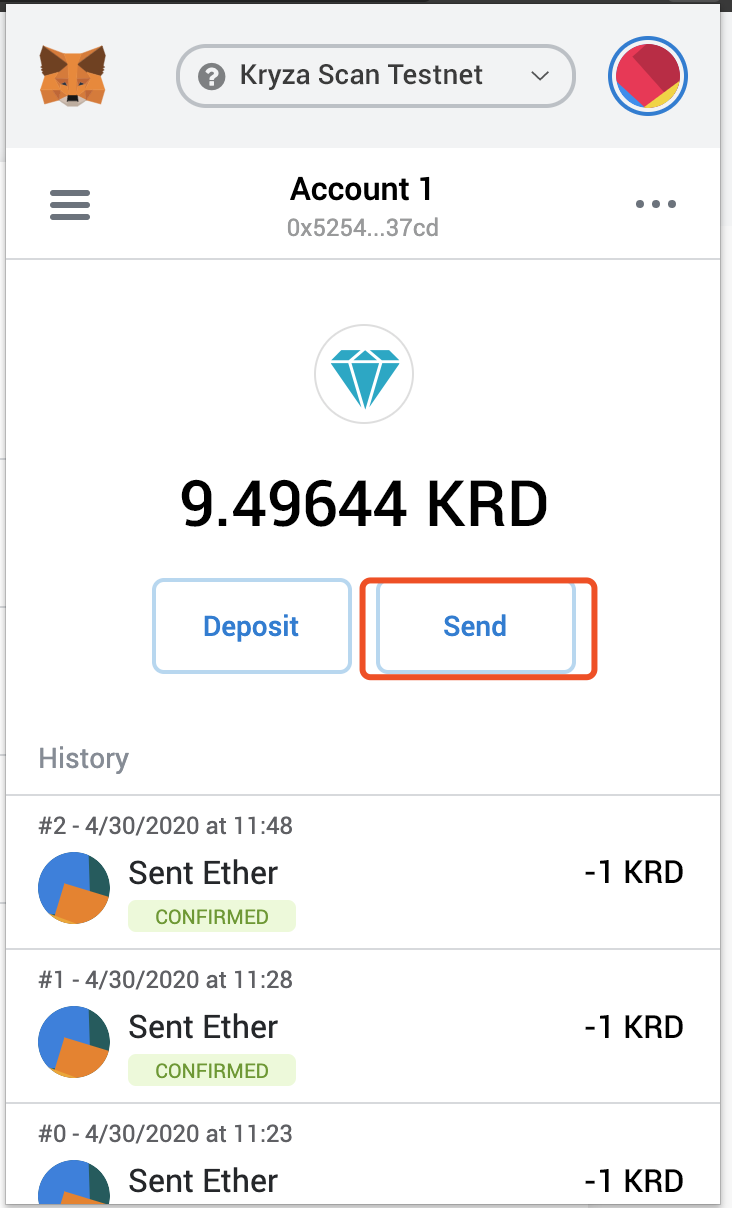 Kryza Scan Testnet
Account 1
0x5254...37cd
9.49644 KRD
Deposit
Send
History
#2 - 4/30/2020 at 11:48
Sent Ether
-1 KRD
CONFIRMED
#1 - 4/30/2020 at 11:28
Sent Ether
-1 KRD
CONFIRMED
#0 - 4/30/2020 at 11:23
Sent Ether
-1 KRD